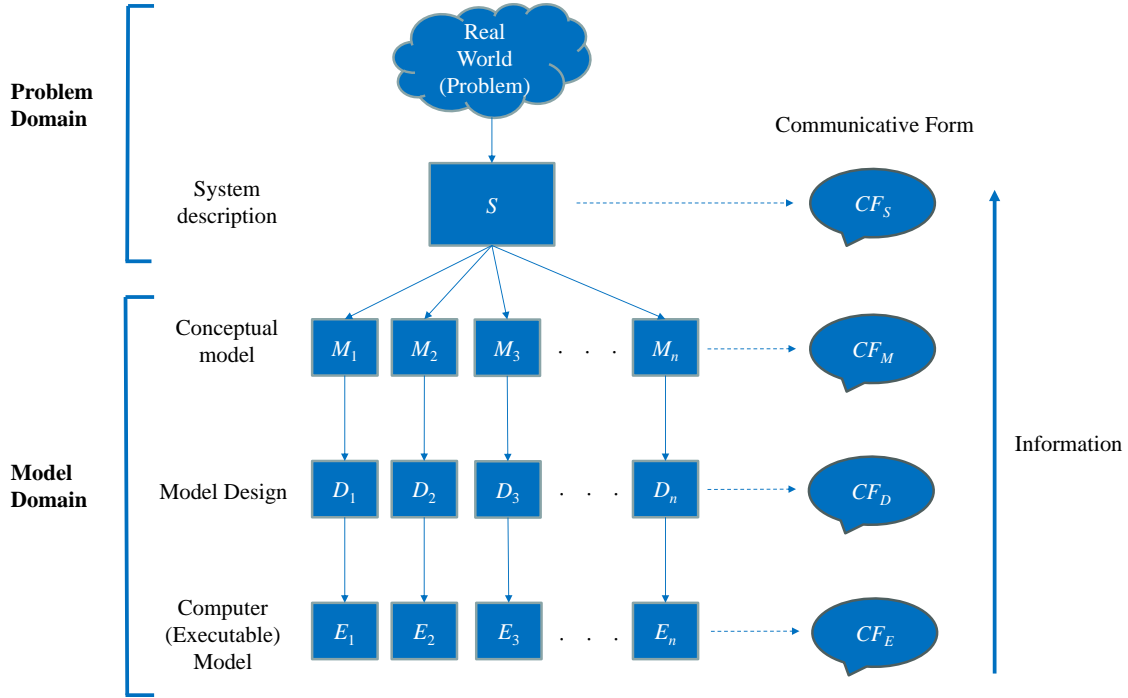 Real
World
(Problem)
Problem
Domain
Communicative Form
System
description
S
CF_S
Conceptual
model
M_1 M_2 M_3 . . . M_n
CF_M
Information
Model
Domain
Model Design
D_1 D_2 D_3 . . . D_n
CF_D
Computer
(Executable)
Model
E_1 E_2 E_3 . . . E_n
CF_E